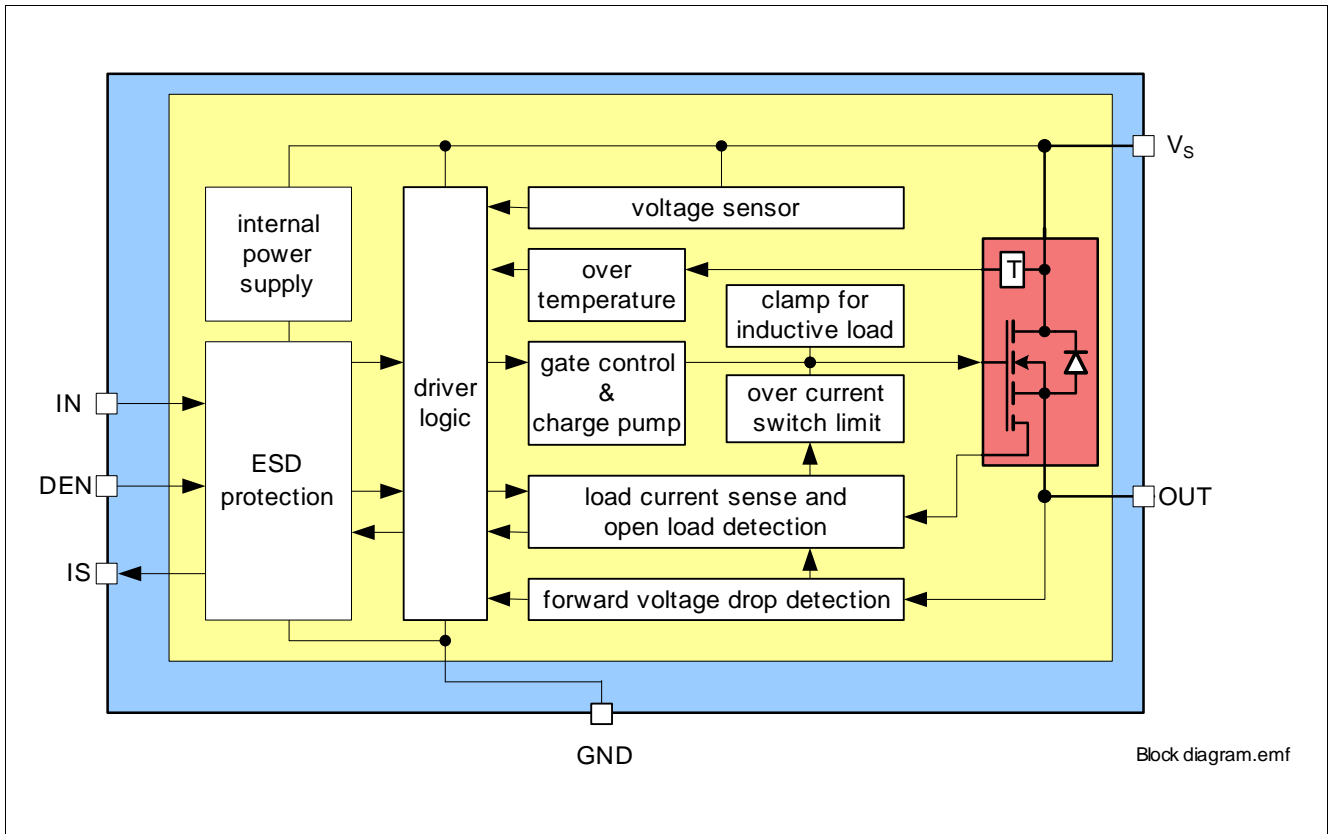 VS
voltage sensor
internal
power
supply
over
temperature
T
clamp for
inductive load
gate control
&
charge pump
driver
logic
over current
switch limit
IN
ESD
protection
DEN
load current sense and
open load detection
OUT
IS
forward voltage drop detection
GND
Block diagram.emf